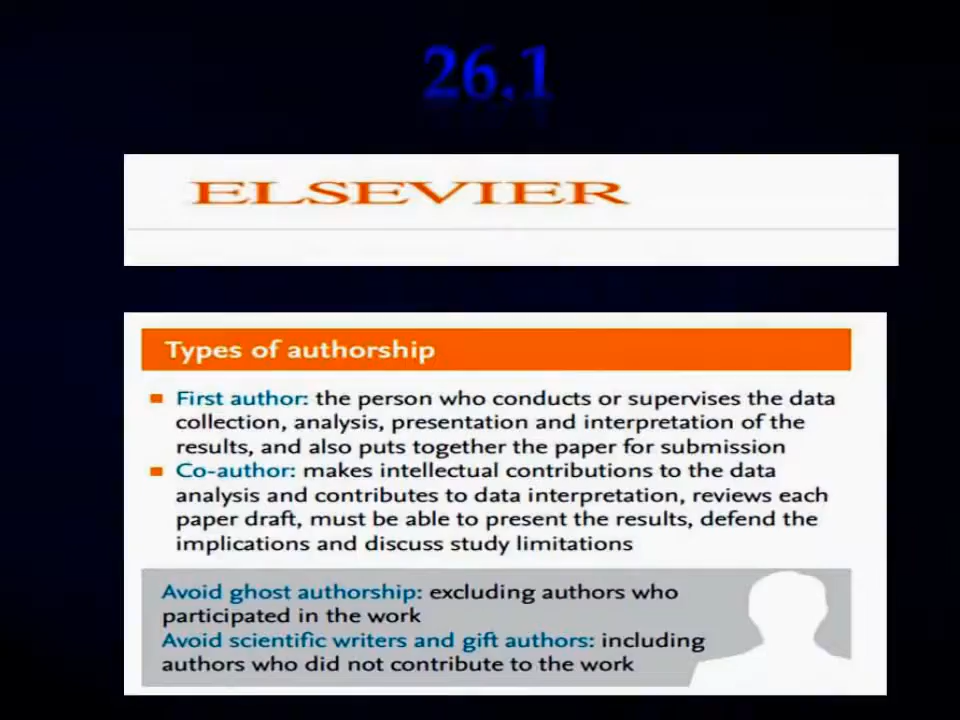 26.1
ELSEVIER
Types of authorship
First author: the person who conducts or supervises the data
collection, analysis, presentation and interpretation of the
results, and also puts together the paper for submission
Co-author: makes intellectual contributions to the data
analysis and contributes to data interpretation, reviews each
paper draft, must be able to present the results, defend the
implications and discuss study limitations
Avoid ghost authorship: excluding authors who
participated in the work
Avoid scientific writers and gift authors: including
authors who did not contribute to the work